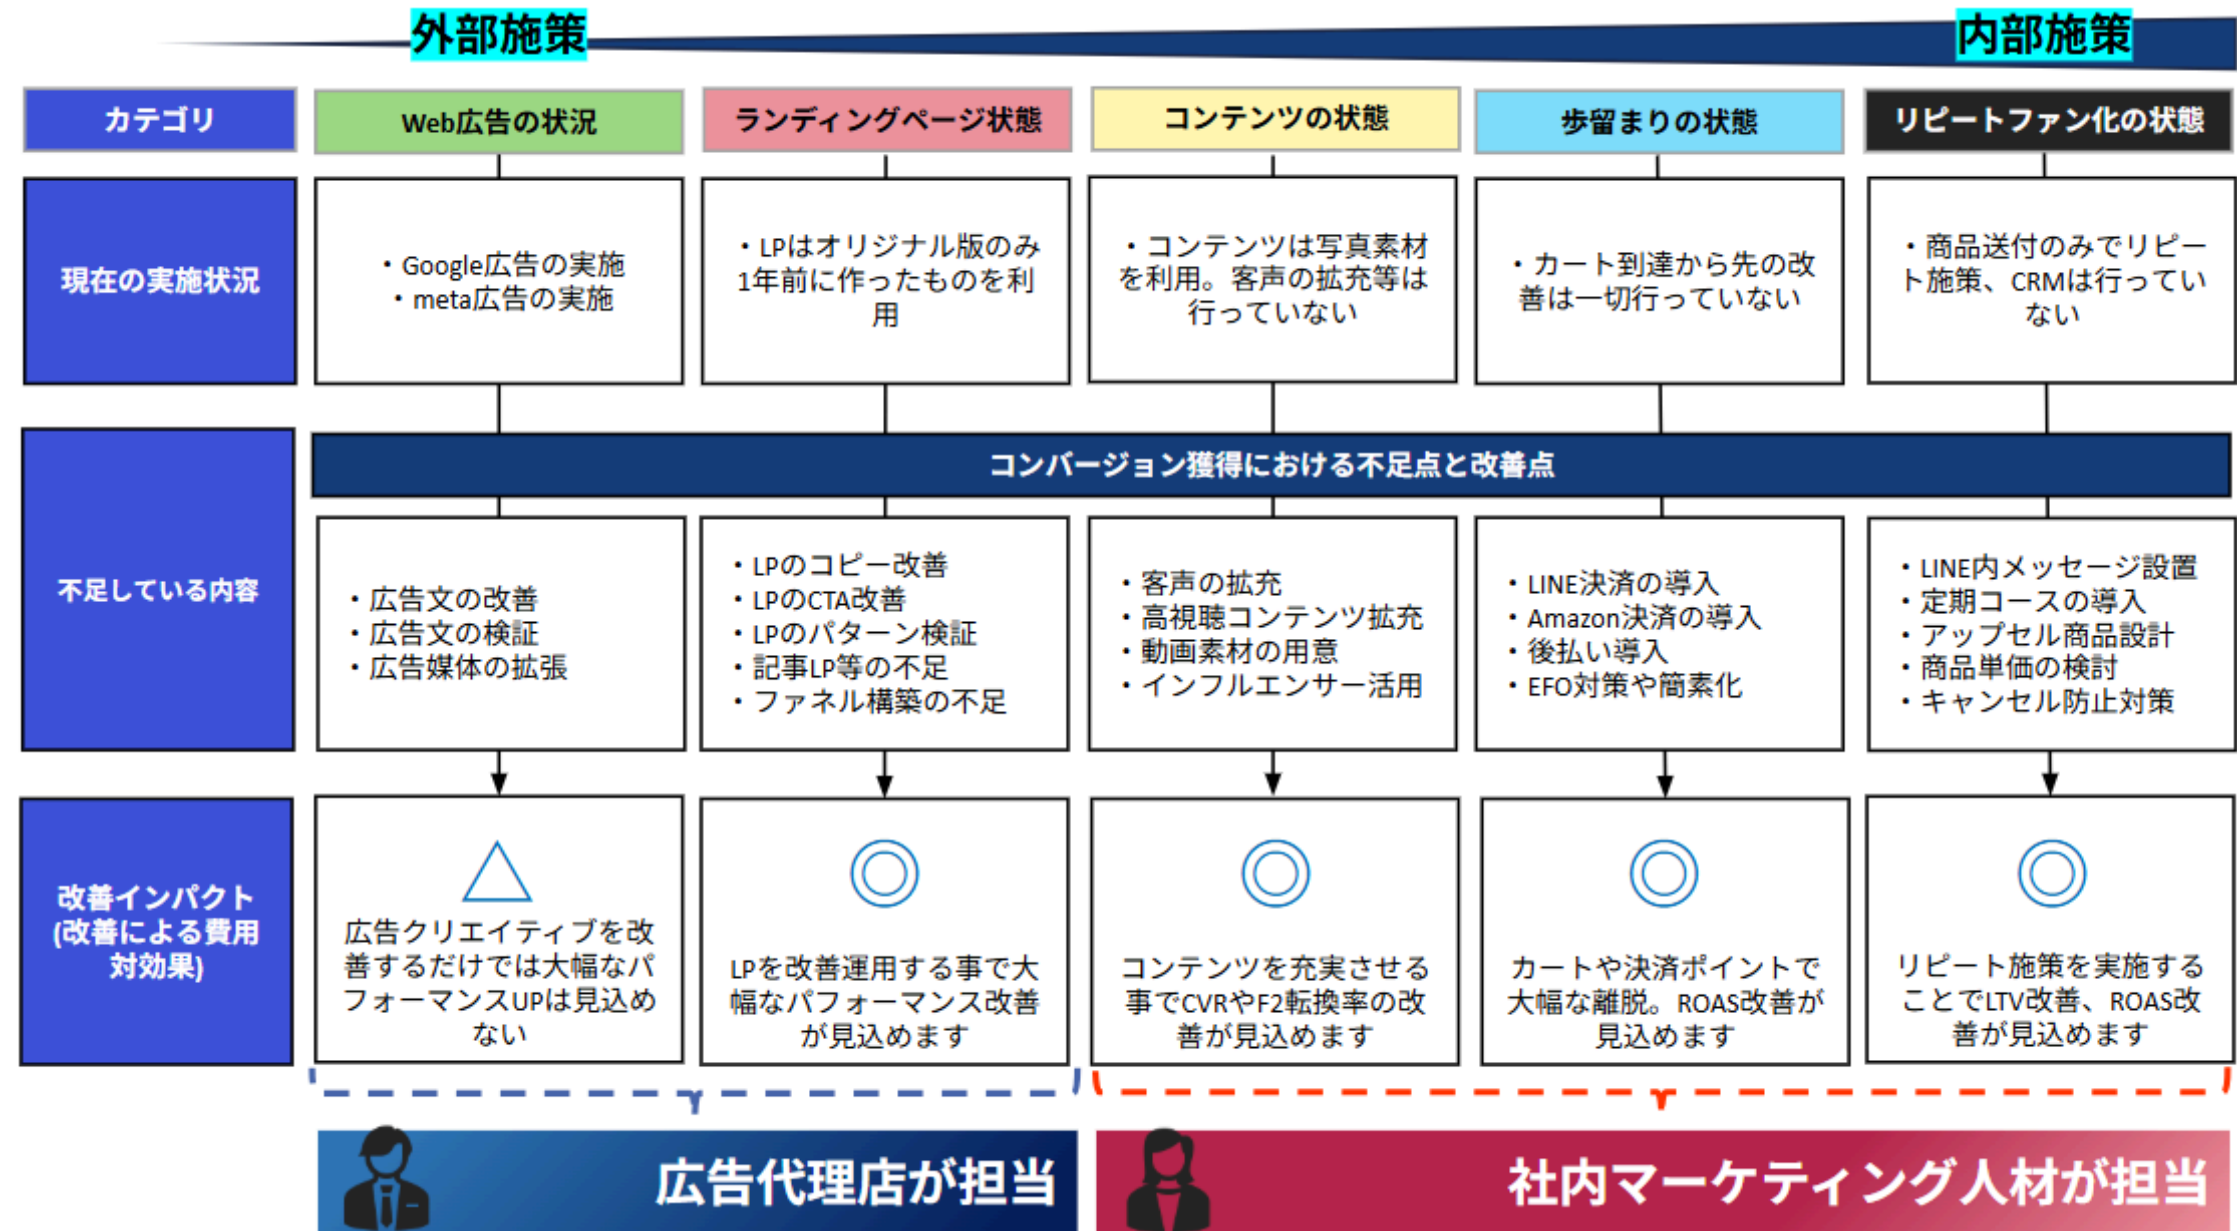 外部施策
内部施策
カテゴリ
Web広告の状況
ランディングページ状態
コンテンツの状態
歩留まりの状態
リピートファン化の状態
現在の実施状況
・Google広告の実施
・meta広告の実施
・LPはオリジナル版のみ
1年前に作ったものを利
用
・コンテンツは写真素材
を利用。客声の拡充等は
行っていない
・カート到達から先の改
善は一切行っていない
・商品送付のみでリピー
ト施策、CRMは行ってい
ない
不足している内容
コンバージョン獲得における不足点と改善点
・広告文の改善
・広告文の検証
・広告媒体の拡張
・LPのコピー改善
・LPのCTA改善
・LPのパターン検証
・記事LP等の不足
・ファネル構築の不足
・客声の拡充
・高視聴コンテンツ拡充
・動画素材の用意
・インフルエンサー活用
・LINE決済の導入
・Amazon決済の導入
・後払い導入
・EFO対策や簡素化
・LINE内メッセージ設置
・定期コースの導入
・アップセル商品設計
・商品単価の検討
・キャンセル防止対策
改善インパクト
(改善による費用
対効果)
広告クリエイティブを改
善するだけでは大幅なパ
フォーマンスUPは見込め
ない
LPを改善運用する事で大
幅なパフォーマンス改善
が見込めます
コンテンツを充実させる
事でCVRやF2転換率の改
善が見込めます
カートや決済ポイントで
大幅な離脱。ROAS改善が
見込めます
リピート施策を実施する
ことでLTV改善、ROAS改
善が見込めます
広告代理店が担当
社内マーケティング人材が担当